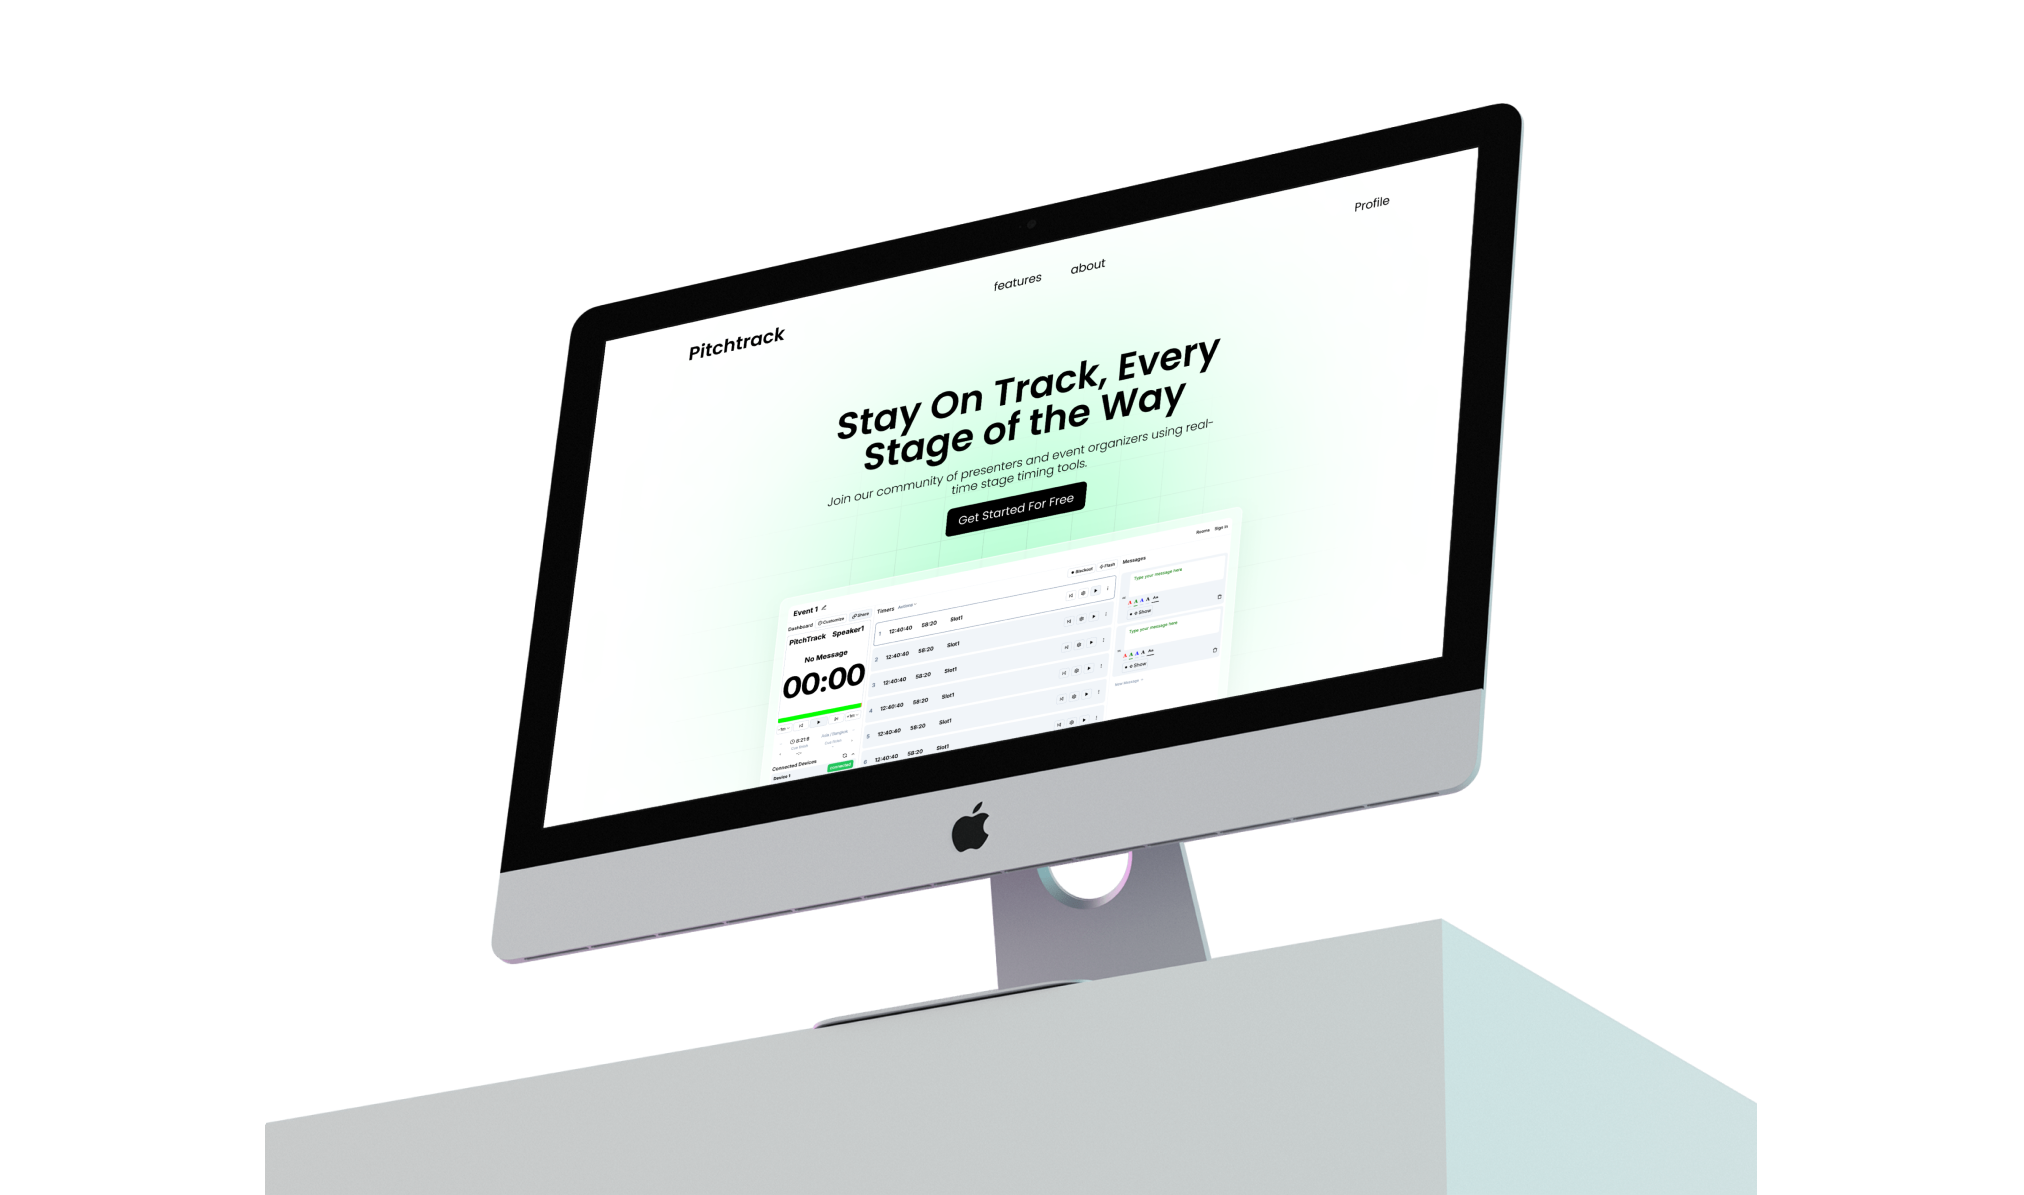 Profile
features about
Pitchtrack
Stay On Track, Every
Stage of the Way
Join our community of presenters and event organizers using real-
time stage timing tools.
Get Started For Free
Rooms Sign in
Event 1
Dashboard Customize Share
PitchTrack Speaker1
No Message
00:00
Connected Devices
Device 1
Timers Actions
Blackout Flash
1 12:40:40 58:20 Slot1
2 12:40:40 58:20 Slot1
3 12:40:40 58:20 Slot1
4 12:40:40 58:20 Slot1
5 12:40:40 58:20 Slot1
6 12:40:40 58:20 Slot1
Messages
Type your message here
A A A A Aa
Show
Type your message here
A A A A Aa
Show
New Message